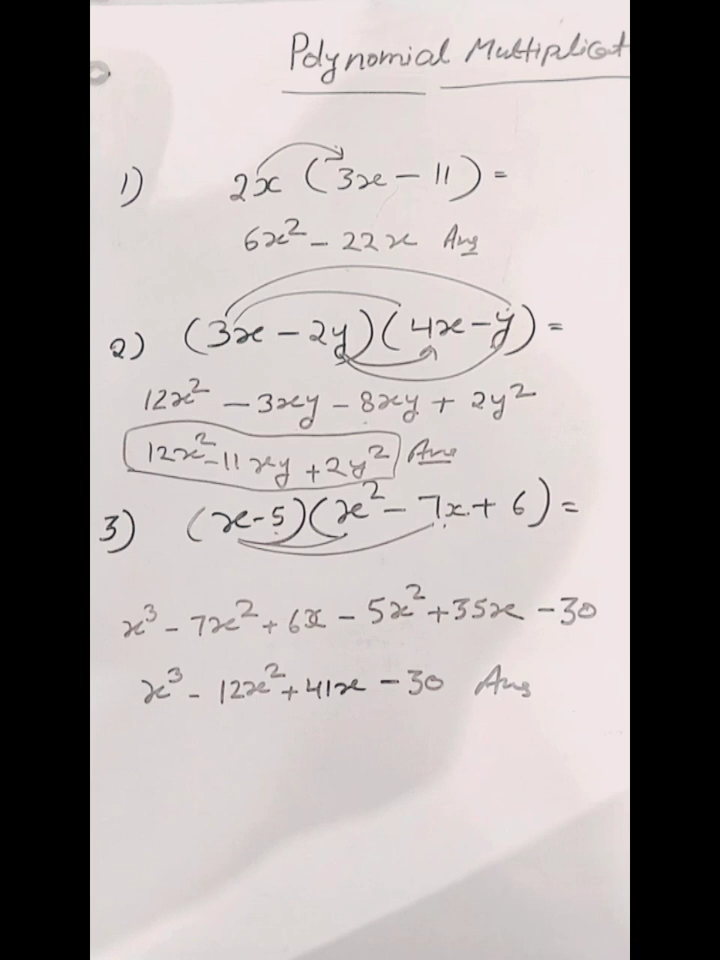 Polynomial Multiplicat
1) 2x (3x - 11) =
6x² - 22x Ans
2) (3x - 2y)(4x - y) =
12x² - 3xy - 8xy + 2y²
12x² - 11xy + 2y² Ans
3) (x - 5)(x² - 7x + 6) =
x³ - 7x² + 6x - 5x² + 35x - 30
x³ - 12x² + 41x - 30 Ans